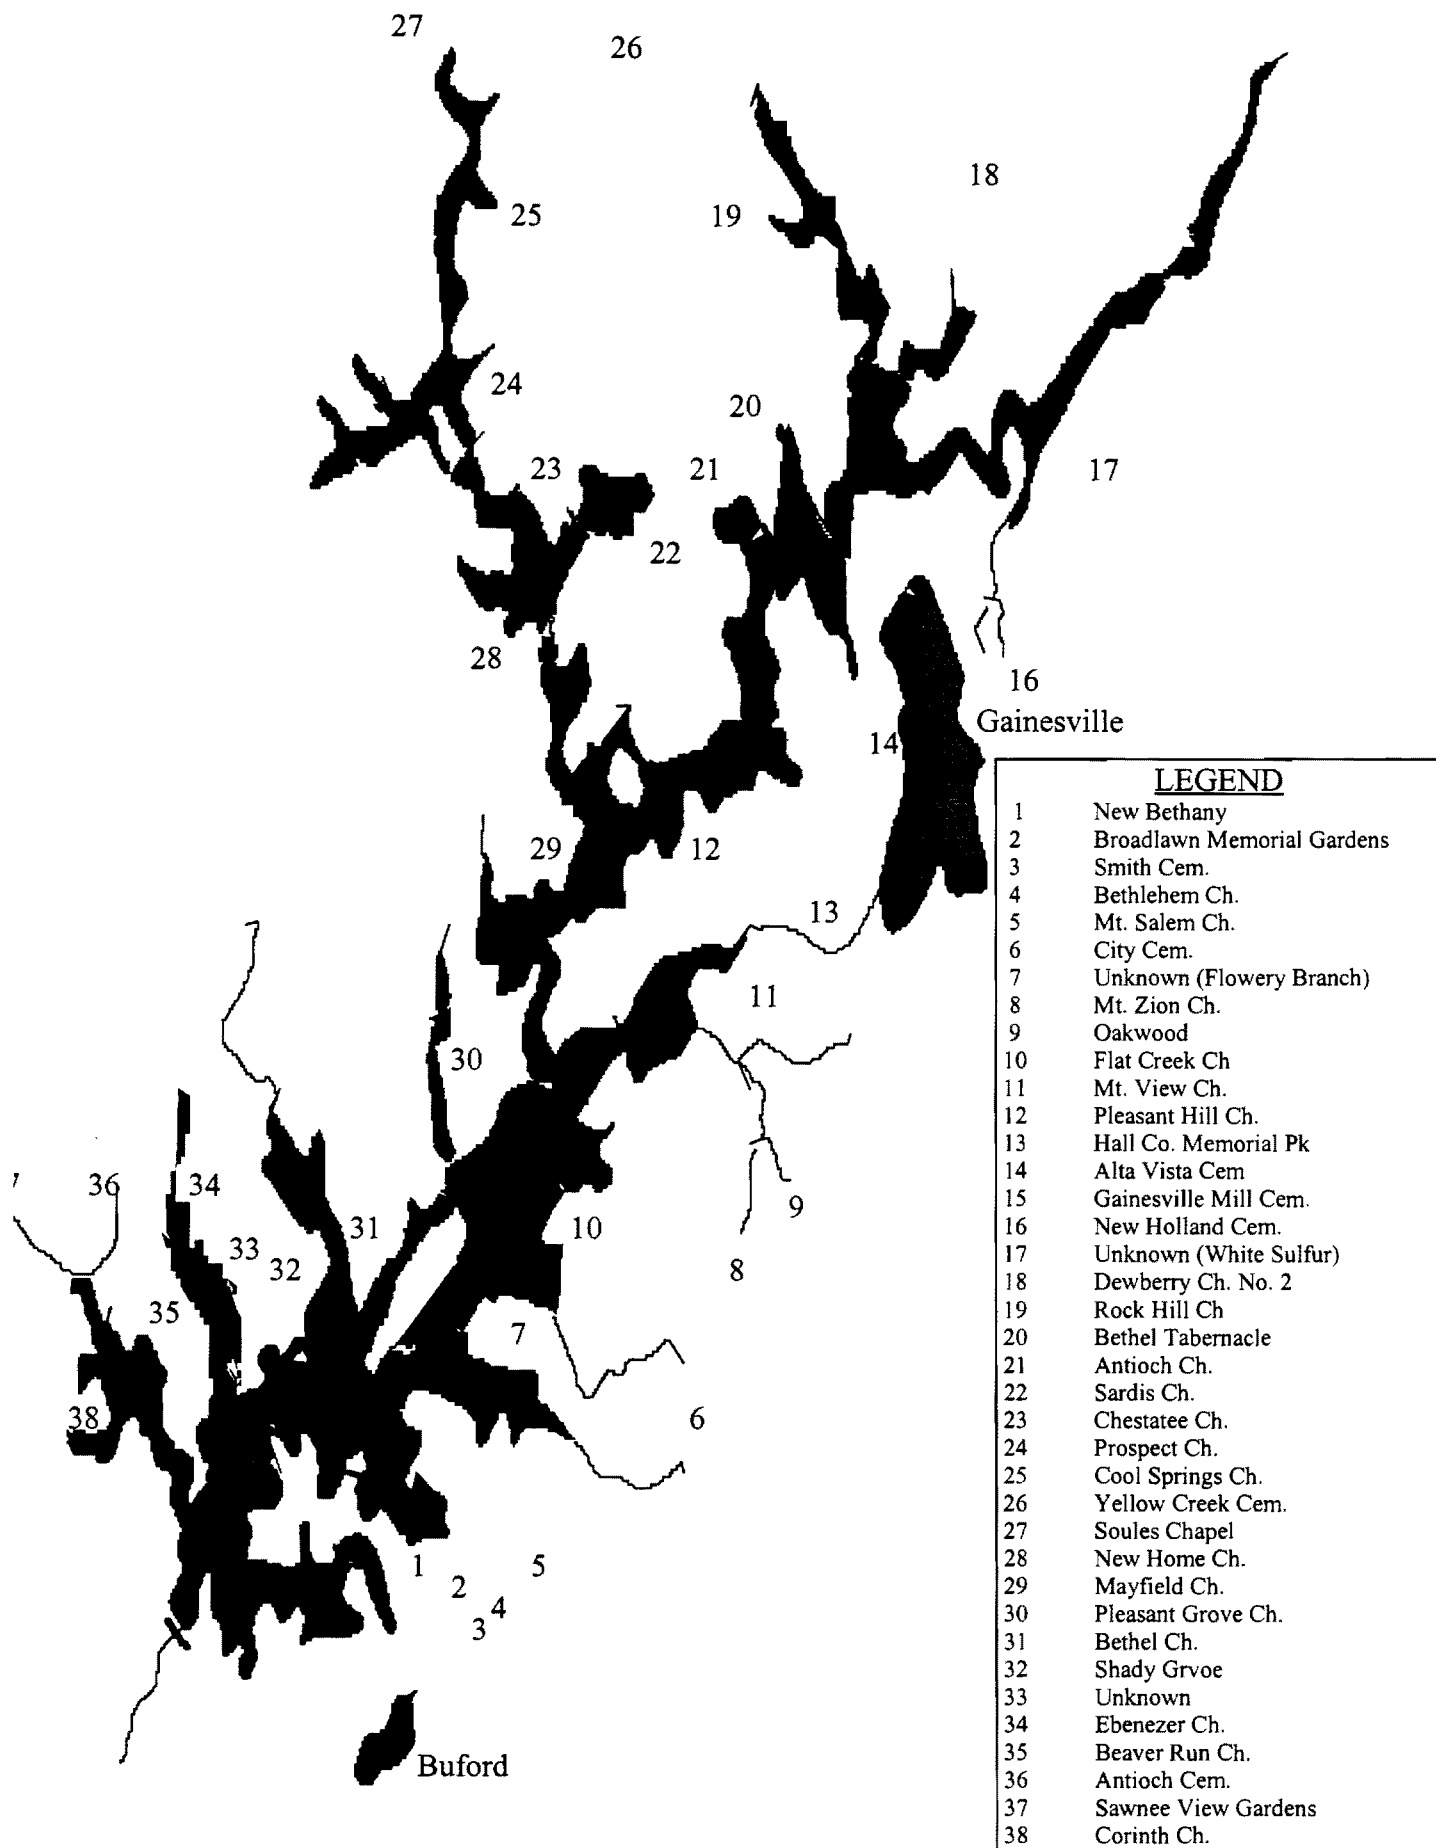 27
26
18
25
19
24
20
23
21
17
22
28
16
Gainesville
14
29
12
13
11
30
36
34
9
10
31
33
8
32
35
7
38
6
1
5
2
4
3
Buford
LEGEND
1 New Bethany
2 Broadlawn Memorial Gardens
3 Smith Cem.
4 Bethlehem Ch.
5 Mt. Salem Ch.
6 City Cem.
7 Unknown (Flowery Branch)
8 Mt. Zion Ch.
9 Oakwood
10 Flat Creek Ch
11 Mt. View Ch.
12 Pleasant Hill Ch.
13 Hall Co. Memorial Pk
14 Alta Vista Cem
15 Gainesville Mill Cem.
16 New Holland Cem.
17 Unknown (White Sulfur)
18 Dewberry Ch. No. 2
19 Rock Hill Ch
20 Bethel Tabernacle
21 Antioch Ch.
22 Sardis Ch.
23 Chestatee Ch.
24 Prospect Ch.
25 Cool Springs Ch.
26 Yellow Creek Cem.
27 Soules Chapel
28 New Home Ch.
29 Mayfield Ch.
30 Pleasant Grove Ch.
31 Bethel Ch.
32 Shady Grvoe
33 Unknown
34 Ebenezer Ch.
35 Beaver Run Ch.
36 Antioch Cem.
37 Sawnee View Gardens
38 Corinth Ch.